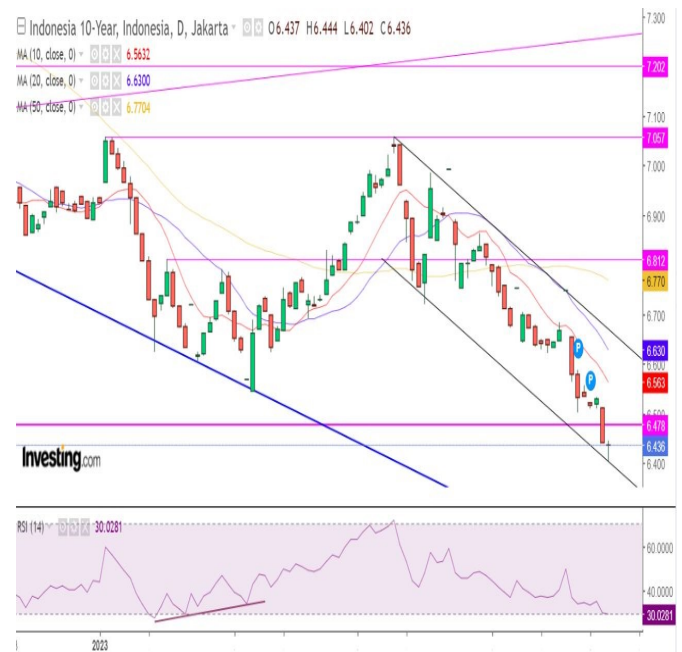 Indonesia 10-Year, Indonesia, D, Jakarta O6.437 H6.444 L6.402 C6.436
MA (10, close, 0) 6.5632
MA (20, close, 0) 6.6300
MA (50, close, 0) 6.7704
7.300
7.202
7.100
7.057
7.000
6.900
6.812
6.770
6.700
6.630
6.600
6.563
6.478
6.436
6.400
P
P
Investing.com
RSI (14) 30.0281
60.0000
40.0000
30.0281
2023